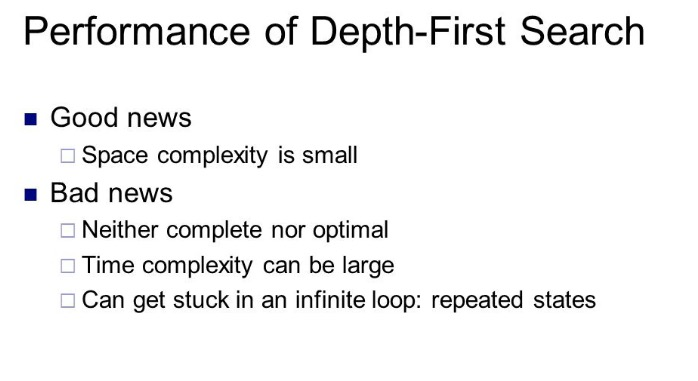 Performance of Depth-First Search
Good news
Space complexity is small
Bad news
Neither complete nor optimal
Time complexity can be large
Can get stuck in an infinite loop: repeated states